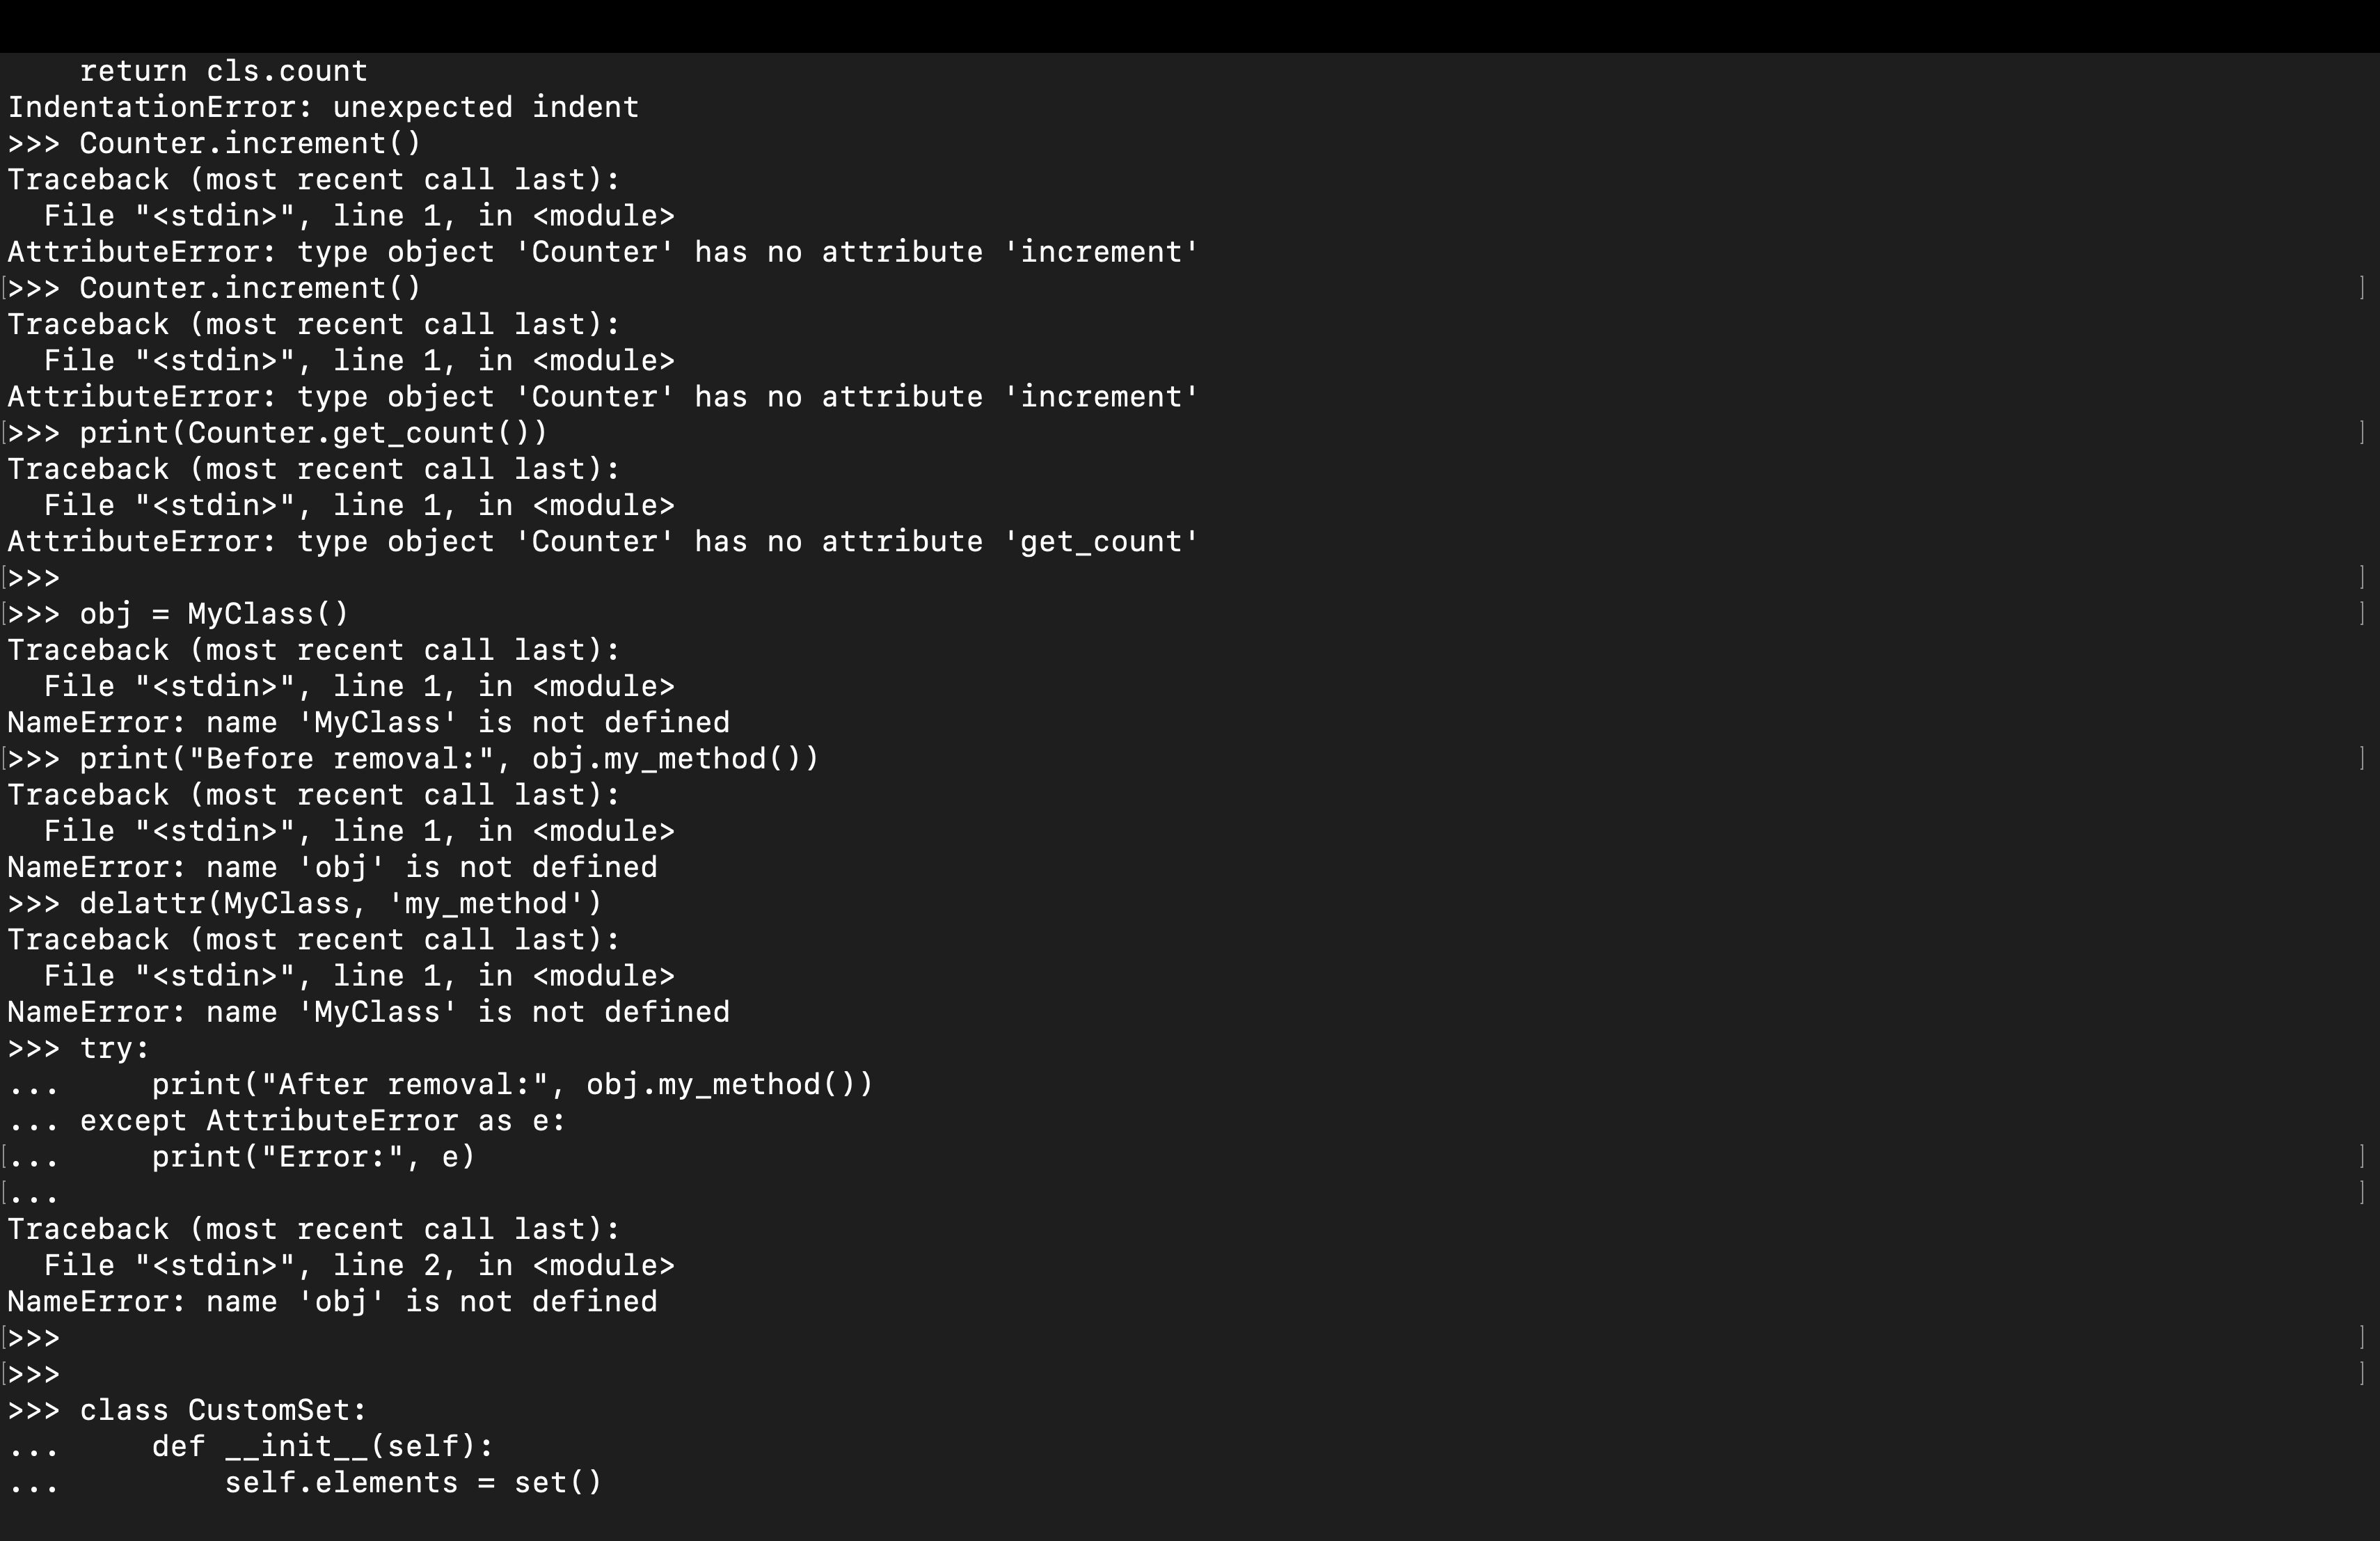 return cls.count
IndentationError: unexpected indent
>>> Counter.increment()
Traceback (most recent call last):
  File "<stdin>", line 1, in <module>
AttributeError: type object 'Counter' has no attribute 'increment'
[>>> Counter.increment() ]
Traceback (most recent call last):
  File "<stdin>", line 1, in <module>
AttributeError: type object 'Counter' has no attribute 'increment'
[>>> print(Counter.get_count()) ]
Traceback (most recent call last):
  File "<stdin>", line 1, in <module>
AttributeError: type object 'Counter' has no attribute 'get_count'
[>>> ]
[>>> obj = MyClass() ]
Traceback (most recent call last):
  File "<stdin>", line 1, in <module>
NameError: name 'MyClass' is not defined
[>>> print("Before removal:", obj.my_method()) ]
Traceback (most recent call last):
  File "<stdin>", line 1, in <module>
NameError: name 'obj' is not defined
>>> delattr(MyClass, 'my_method')
Traceback (most recent call last):
  File "<stdin>", line 1, in <module>
NameError: name 'MyClass' is not defined
>>> try:
...     print("After removal:", obj.my_method())
... except AttributeError as e:
[...     print("Error:", e) ]
[... ]
Traceback (most recent call last):
  File "<stdin>", line 2, in <module>
NameError: name 'obj' is not defined
[>>> ]
[>>> ]
>>> class CustomSet:
...     def __init__(self):
...         self.elements = set()